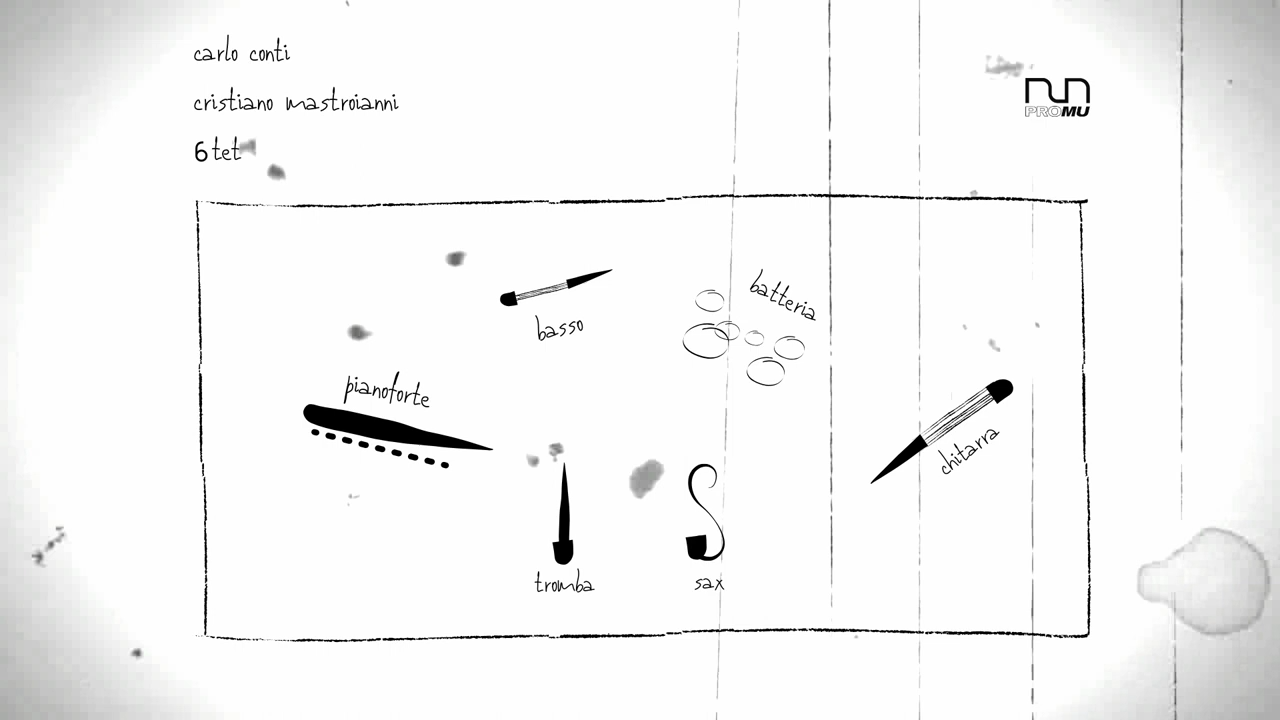 carlo conti
cristiano mastroianni
6tet
PROMU
batteria
basso
pianoforte
chitarra
tromba
sax